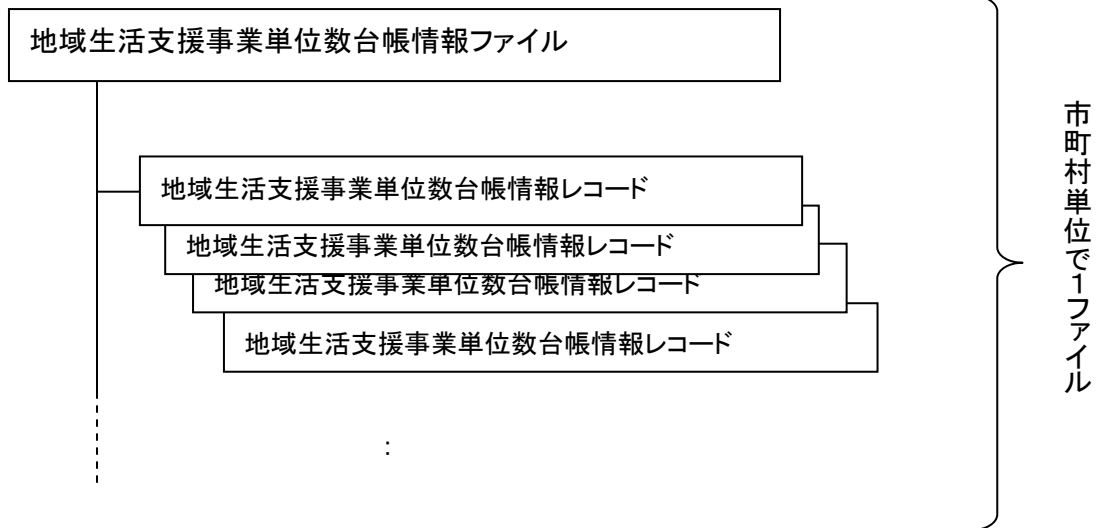 地域生活支援事業単位数台帳情報ファイル
地域生活支援事業単位数台帳情報レコード
地域生活支援事業単位数台帳情報レコード
地域生活支援事業単位数台帳情報レコード
地域生活支援事業単位数台帳情報レコード
:
市町村単位で1ファイル